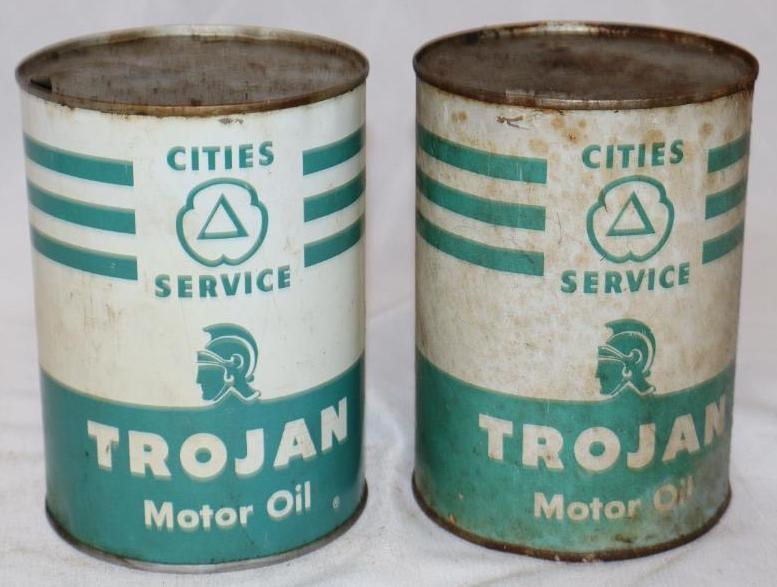 CITIES
SERVICE
TROJAN
Motor Oil ®
CITIES
SERVICE
TROJAN
Motor Oil